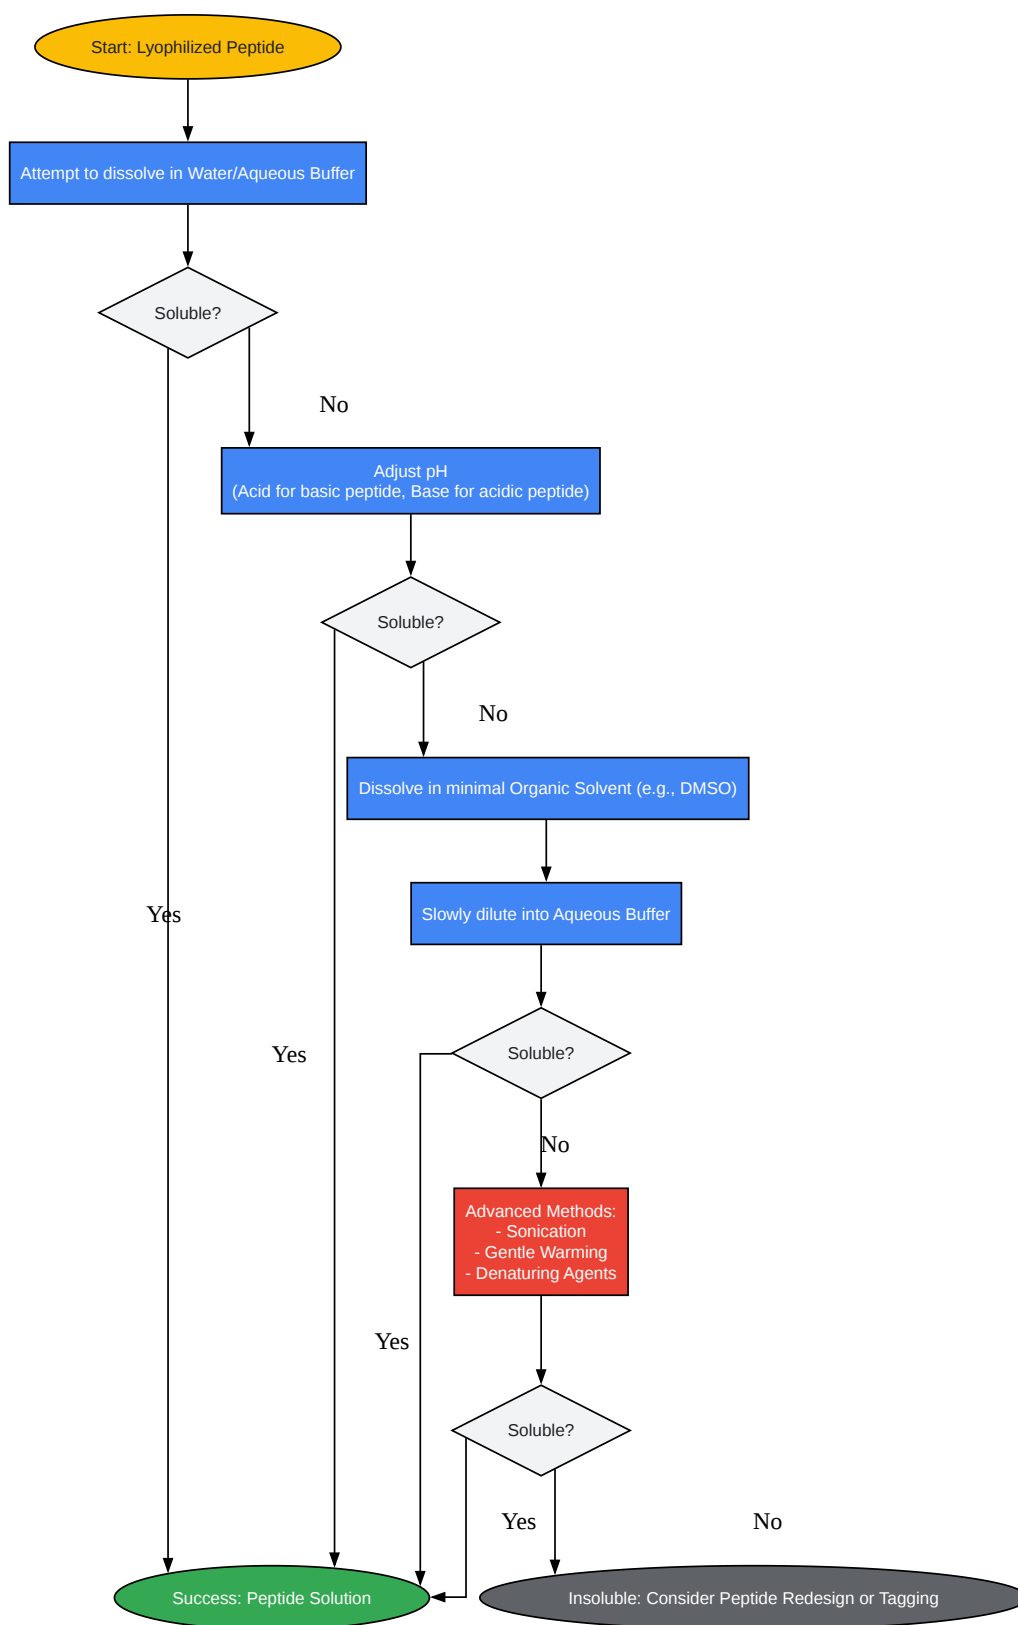 Start: Lyophilized Peptide
Attempt to dissolve in Water/Aqueous Buffer
Soluble?
No
Adjust pH
(Acid for basic peptide, Base for acidic peptide)
Soluble?
No
Dissolve in minimal Organic Solvent (e.g., DMSO)
Yes
Slowly dilute into Aqueous Buffer
Yes
Soluble?
No
Advanced Methods:
- Sonication
- Gentle Warming
- Denaturing Agents
Yes
Soluble?
Yes
No
Success: Peptide Solution
Insoluble: Consider Peptide Redesign or Tagging